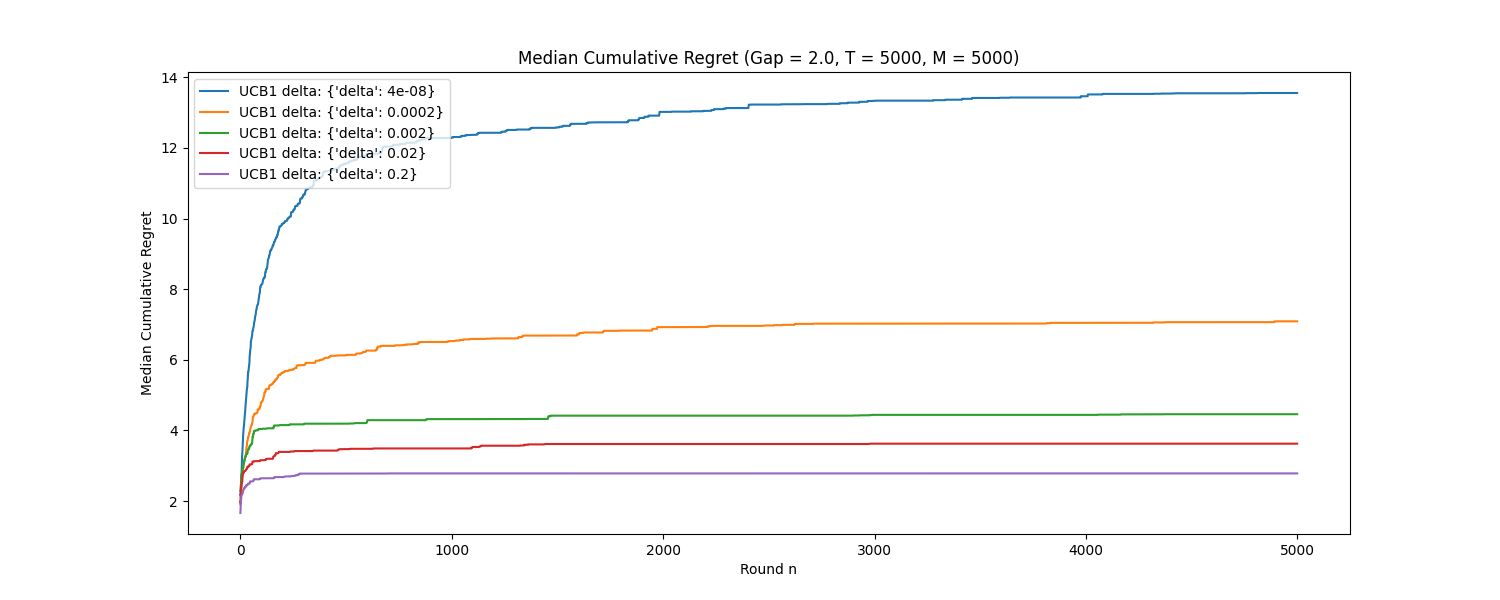 Median Cumulative Regret (Gap = 2.0, T = 5000, M = 5000)
UCB1 delta: {'delta': 4e-08}
UCB1 delta: {'delta': 0.0002}
UCB1 delta: {'delta': 0.002}
UCB1 delta: {'delta': 0.02}
UCB1 delta: {'delta': 0.2}
Median Cumulative Regret
14
12
10
8
6
4
2
0 1000 2000 3000 4000 5000
Round n